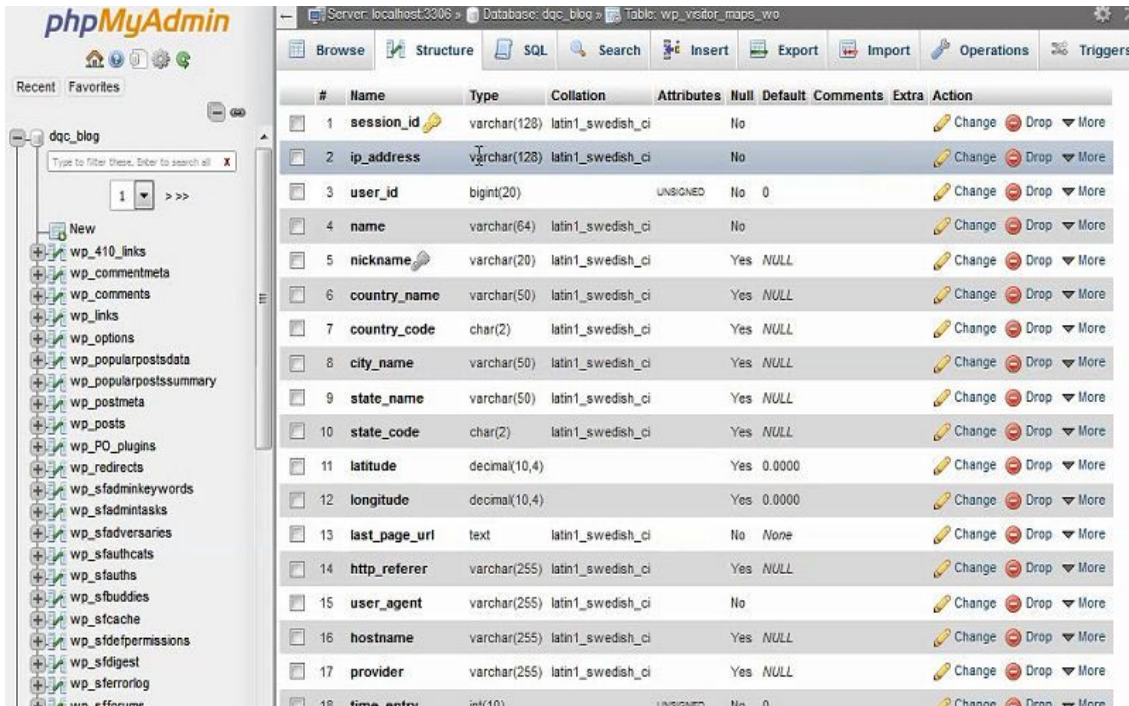 phpMyAdmin
Recent Favorites
dqc_blog
Type to filter these, Enter to search all X
1 > >>
New
wp_410_links
wp_commentmeta
wp_comments
wp_links
wp_options
wp_popularpostsdata
wp_popularpostssummary
wp_postmeta
wp_posts
wp_PO_plugins
wp_redirects
wp_sfadminkeywords
wp_sfadmintasks
wp_sfadversaries
wp_sfauthcats
wp_sfauths
wp_sfbuddies
wp_sfcache
wp_sfdefpermissions
wp_sfdigest
wp_sferrorlog
wp_sfforums
Server: localhost:3306 » Database: dqc_blog » Table: wp_visitor_maps_wo
Browse Structure SQL Search Insert Export Import Operations Triggers
# Name Type Collation Attributes Null Default Comments Extra Action
1 session_id varchar(128) latin1_swedish_ci No Change Drop More
2 ip_address varchar(128) latin1_swedish_ci No Change Drop More
3 user_id bigint(20) UNSIGNED No 0 Change Drop More
4 name varchar(64) latin1_swedish_ci No Change Drop More
5 nickname varchar(20) latin1_swedish_ci Yes NULL Change Drop More
6 country_name varchar(50) latin1_swedish_ci Yes NULL Change Drop More
7 country_code char(2) latin1_swedish_ci Yes NULL Change Drop More
8 city_name varchar(50) latin1_swedish_ci Yes NULL Change Drop More
9 state_name varchar(50) latin1_swedish_ci Yes NULL Change Drop More
10 state_code char(2) latin1_swedish_ci Yes NULL Change Drop More
11 latitude decimal(10,4) Yes 0.0000 Change Drop More
12 longitude decimal(10,4) Yes 0.0000 Change Drop More
13 last_page_url text latin1_swedish_ci No None Change Drop More
14 http_referer varchar(255) latin1_swedish_ci Yes NULL Change Drop More
15 user_agent varchar(255) latin1_swedish_ci No Change Drop More
16 hostname varchar(255) latin1_swedish_ci Yes NULL Change Drop More
17 provider varchar(255) latin1_swedish_ci Yes NULL Change Drop More
18 time_entry int(10) UNSIGNED No 0 Change Drop More